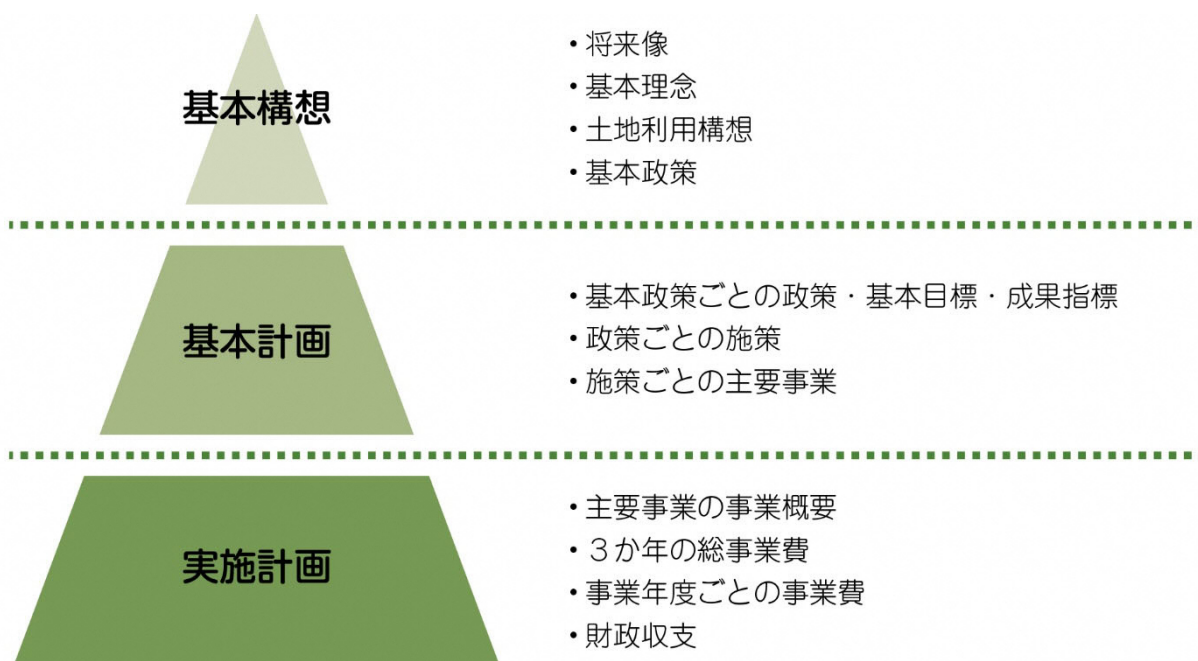 基本構想
・将来像
・基本理念
・土地利用構想
・基本政策
基本計画
・基本政策ごとの政策・基本目標・成果指標
・政策ごとの施策
・施策ごとの主要事業
実施計画
・主要事業の事業概要
・３か年の総事業費
・事業年度ごとの事業費
・財政収支